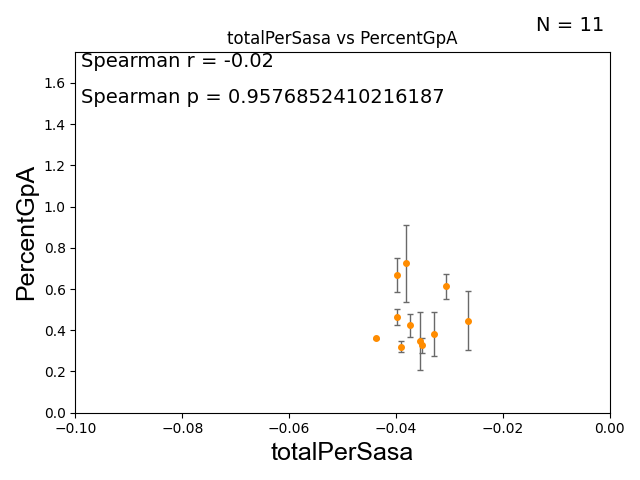 N = 11
totalPerSasa vs PercentGpA
Spearman r = -0.02
Spearman p = 0.9576852410216187
PercentGpA
1.6
1.4
1.2
1.0
0.8
0.6
0.4
0.2
0.0
−0.10
−0.08
−0.06
−0.04
−0.02
0.00
totalPerSasa